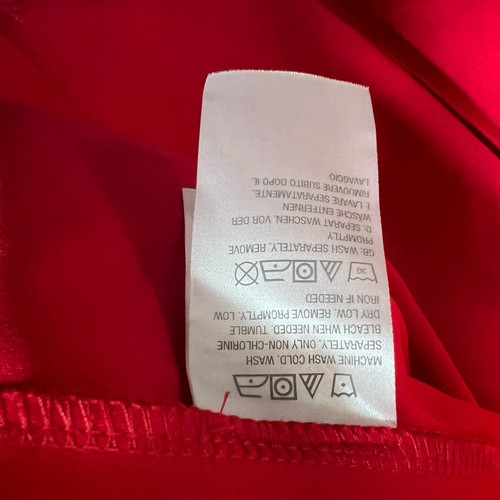 MACHINE WASH COLD. WASH
SEPARATELY. ONLY NON-CHLORINE
BLEACH WHEN NEEDED. TUMBLE
DRY LOW. REMOVE PROMPTLY. LOW
IRON IF NEEDED
30
GB: WASH SEPARATELY. REMOVE
PROMPTLY
D: SEPARAT WASCHEN. VOR DER
WÄSCHE ENTFERNEN
I: LAVARE SEPARATAMENTE.
RIMUOVERE SUBITO DOPO IL
LAVAGGIO